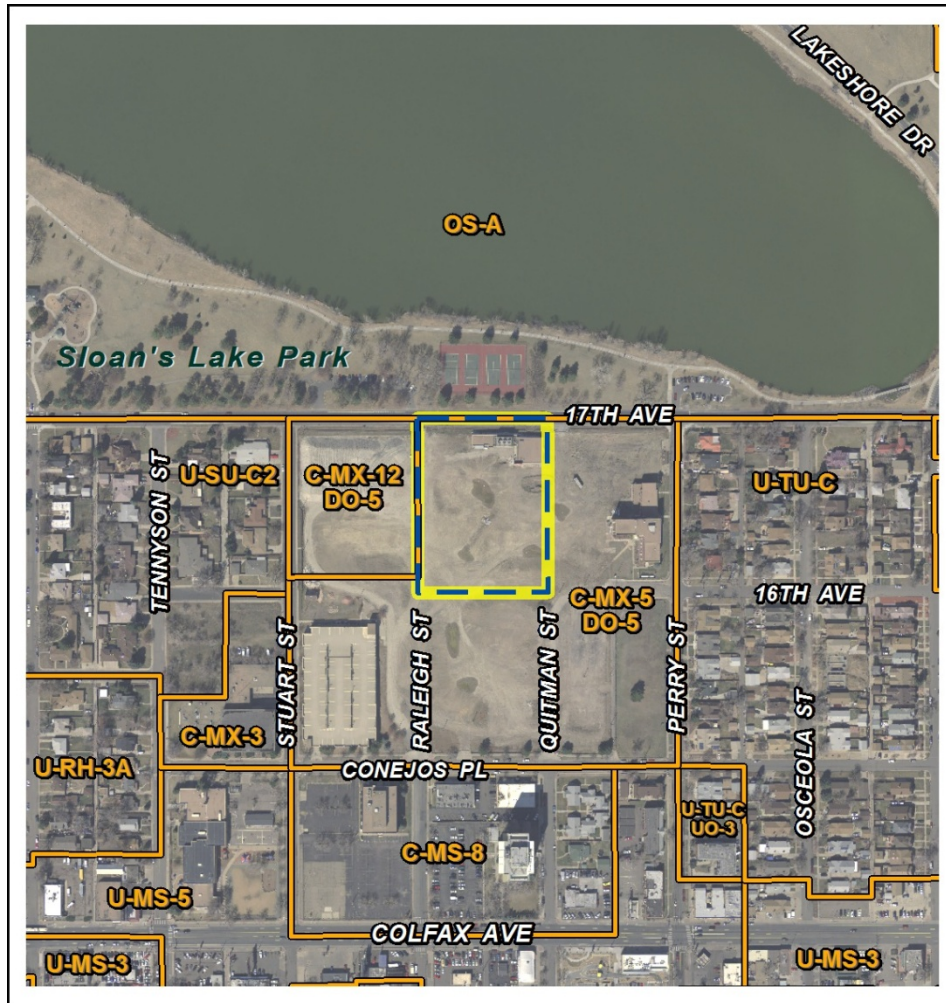 LAKESHORE DR
OS-A
Sloan's Lake Park
17TH AVE
U-SU-C2
C-MX-12
DO-5
U-TU-C
TENNYSON ST
16TH AVE
C-MX-5
DO-5
STUART ST
RALEIGH ST
QUITMAN ST
PERRY ST
OSCEOLA ST
C-MX-3
U-RH-3A
CONEJOS PL
U-TU-C
UO-3
C-MS-8
U-MS-5
COLFAX AVE
U-MS-3
U-MS-3